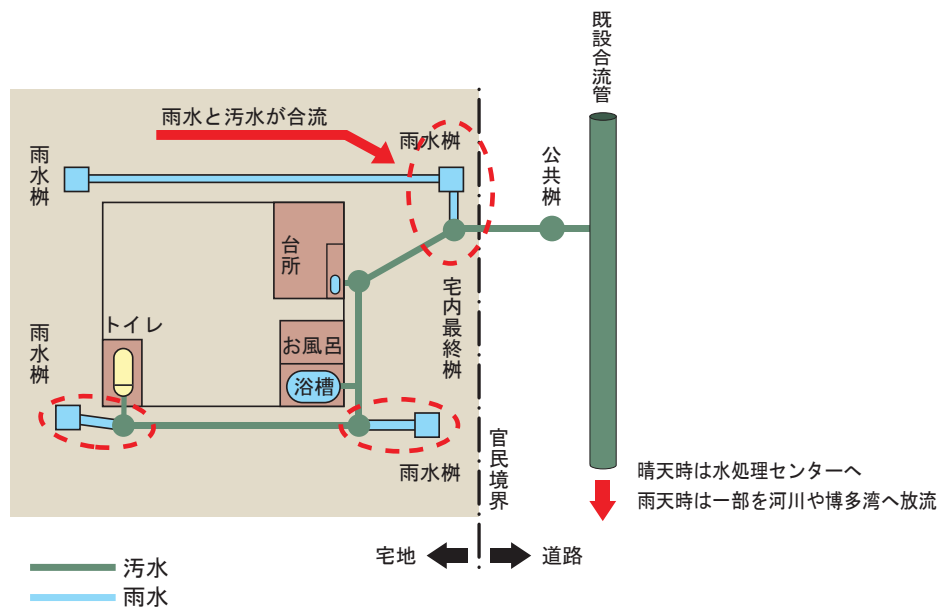 既設合流管
雨水と汚水が合流
雨水桝
雨水桝
公共桝
台所
宅内最終桝
トイレ
雨水桝
お風呂
浴槽
雨水桝
官民境界
晴天時は水処理センターへ
雨天時は一部を河川や博多湾へ放流
宅地
道路
汚水
雨水